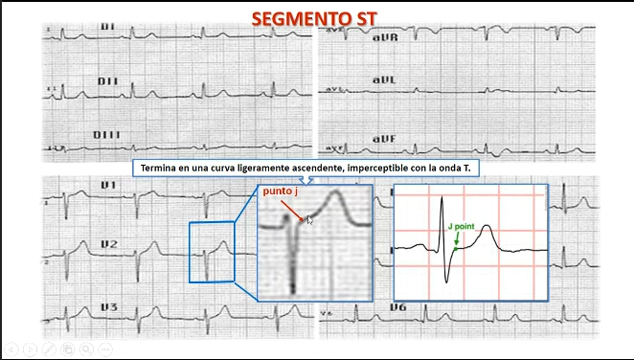 SEGMENTO ST
DI
aVR
DII
aVL
DIII
aVF
Termina en una curva ligeramente ascendente, imperceptible con la onda T.
V1
punto j
J point
V2
V3
V6